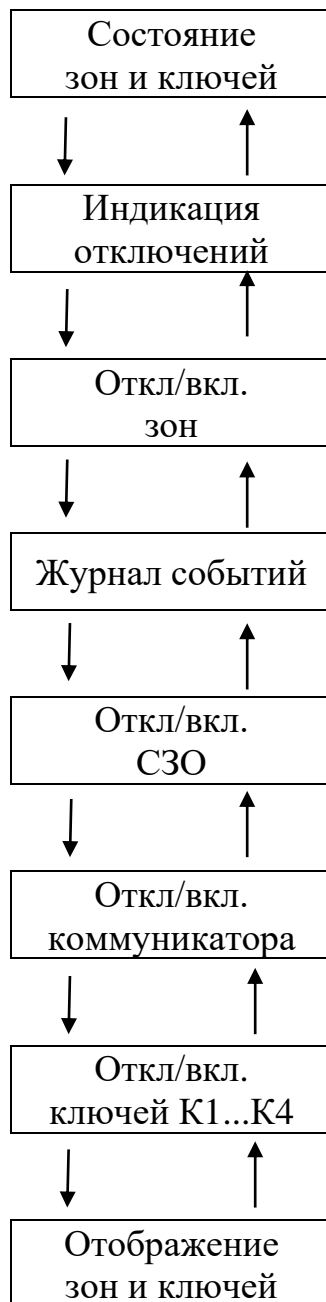 Состояние
зон и ключей
Индикация
отключений
Откл/вкл.
зон
Журнал событий
Откл/вкл.
СЗО
Откл/вкл.
коммуникатора
Откл/вкл.
ключей К1...К4
Отображение
зон и ключей